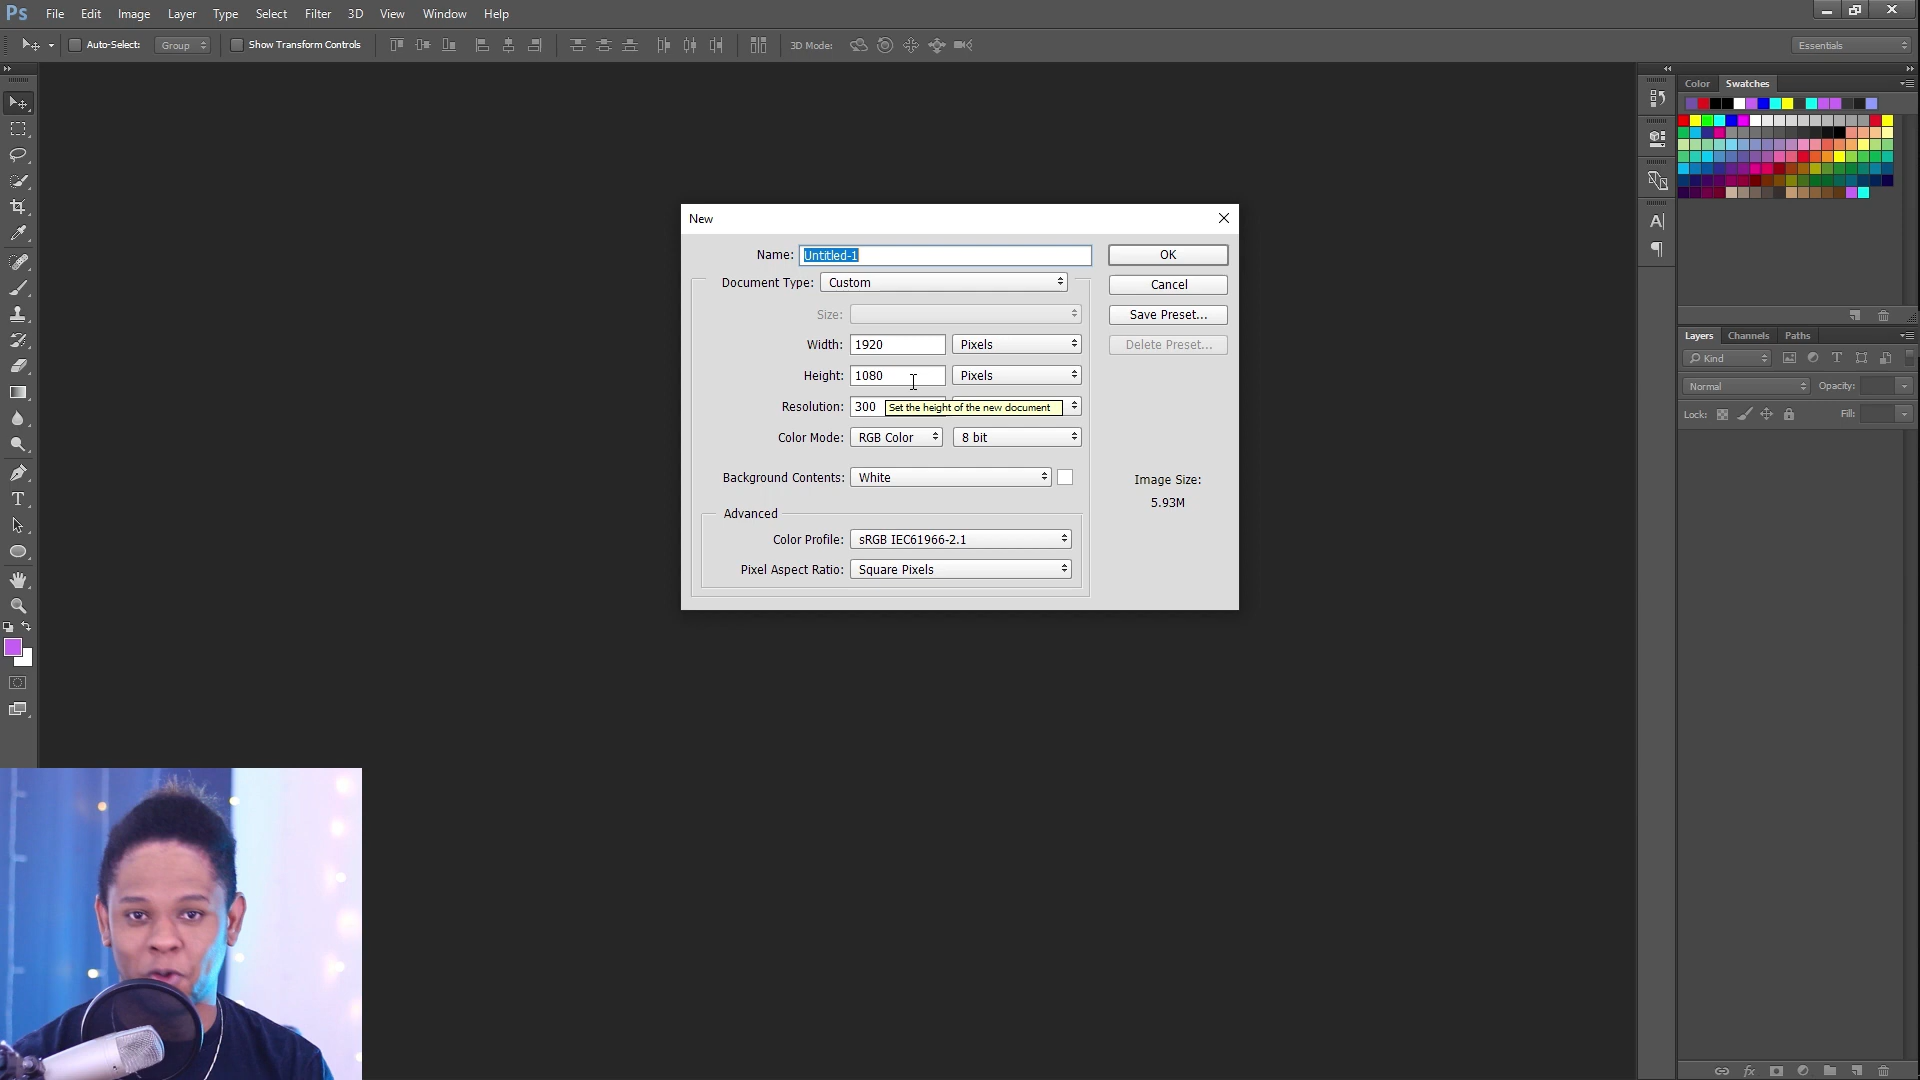 Ps File Edit Image Layer Type Select Filter 3D View Window Help
Auto-Select: Group Show Transform Controls 3D Mode: Essentials
Color Swatches
New
Name: Untitled-1 OK
Document Type: Custom Cancel
Size: Save Preset...
Width: 1920 Pixels Delete Preset...
Height: 1080 Pixels
Resolution: 300
Set the height of the new document
Color Mode: RGB Color 8 bit
Background Contents: White
Image Size:
5.93M
Advanced
Color Profile: sRGB IEC61966-2.1
Pixel Aspect Ratio: Square Pixels
Layers Channels Paths
Kind
Normal Opacity:
Lock: Fill: